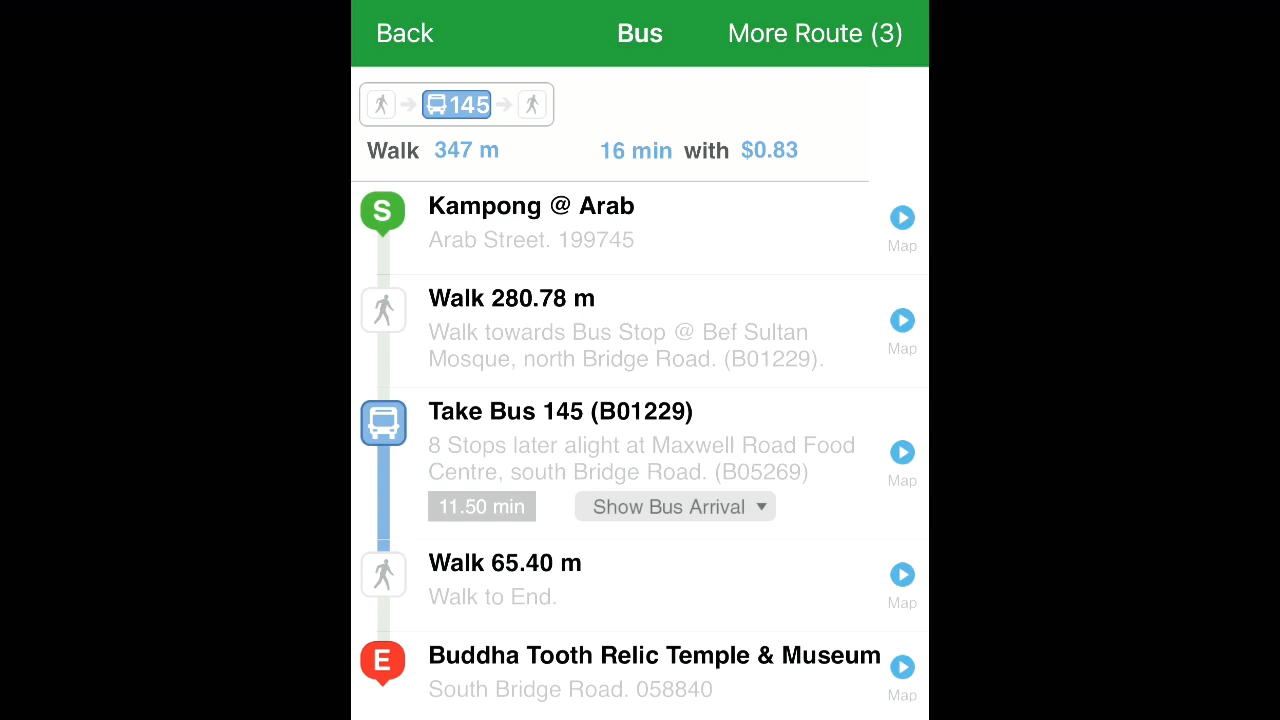 Back Bus More Route (3)
145
Walk 347 m 16 min with $0.83
S Kampong @ Arab
Arab Street. 199745
Map
Walk 280.78 m
Walk towards Bus Stop @ Bef Sultan
Mosque, north Bridge Road. (B01229).
Map
Take Bus 145 (B01229)
8 Stops later alight at Maxwell Road Food
Centre, south Bridge Road. (B05269)
Map
11.50 min Show Bus Arrival
Walk 65.40 m
Walk to End.
Map
E Buddha Tooth Relic Temple & Museum
South Bridge Road. 058840
Map